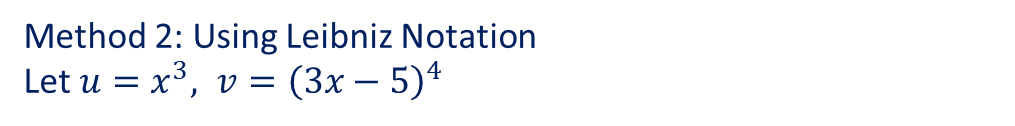 Method 2: Using Leibniz Notation
Let u = x³, v = (3x − 5)⁴